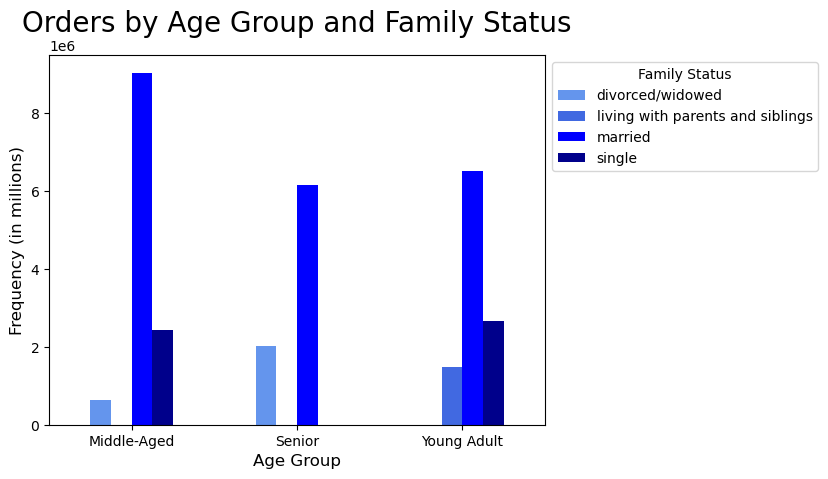 Orders by Age Group and Family Status
1e6
Frequency (in millions)
8
6
4
2
0
Middle-Aged
Senior
Young Adult
Age Group
Family Status
divorced/widowed
living with parents and siblings
married
single